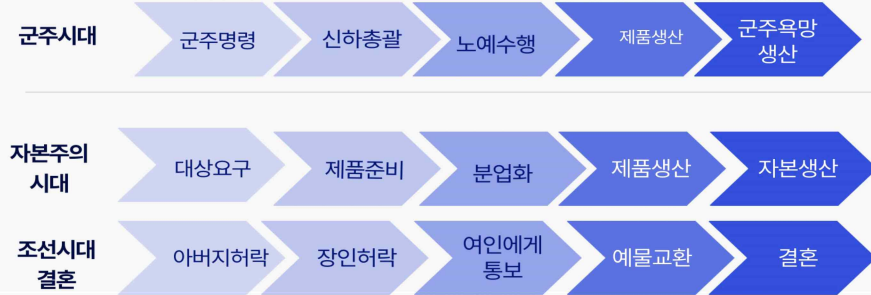 군주시대
군주명령
신하총괄
노예수행
제품생산
군주욕망
생산
자본주의
시대
대상요구
제품준비
분업화
제품생산
자본생산
조선시대
결혼
아버지허락
장인허락
여인에게
통보
예물교환
결혼